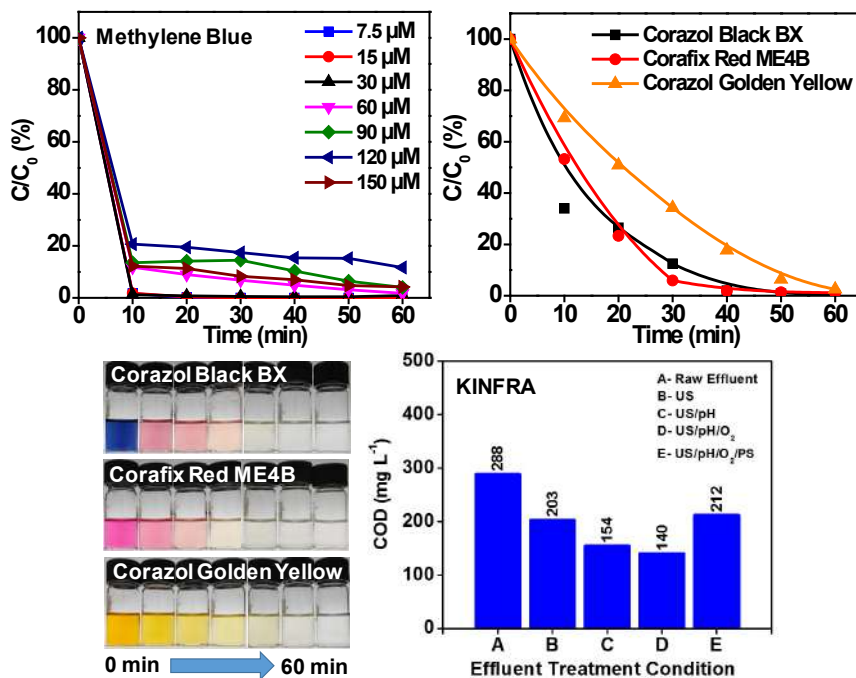 Methylene Blue
7.5 µM
15 µM
30 µM
60 µM
90 µM
120 µM
150 µM
C/C₀ (%)
100
80
60
40
20
0
0 10 20 30 40 50 60
Time (min)
Corazol Black BX
Corafix Red ME4B
Corazol Golden Yellow
C/C₀ (%)
100
80
60
40
20
0
0 10 20 30 40 50 60
Time (min)
Corazol Black BX
Corafix Red ME4B
Corazol Golden Yellow
0 min 60 min
KINFRA
A- Raw Effluent
B- US
C- US/pH
D- US/pH/O₂
E- US/pH/O₂/PS
COD (mg L⁻¹)
500
400
300
200
100
0
288
203
154
140
212
A B C D E
Effluent Treatment Condition